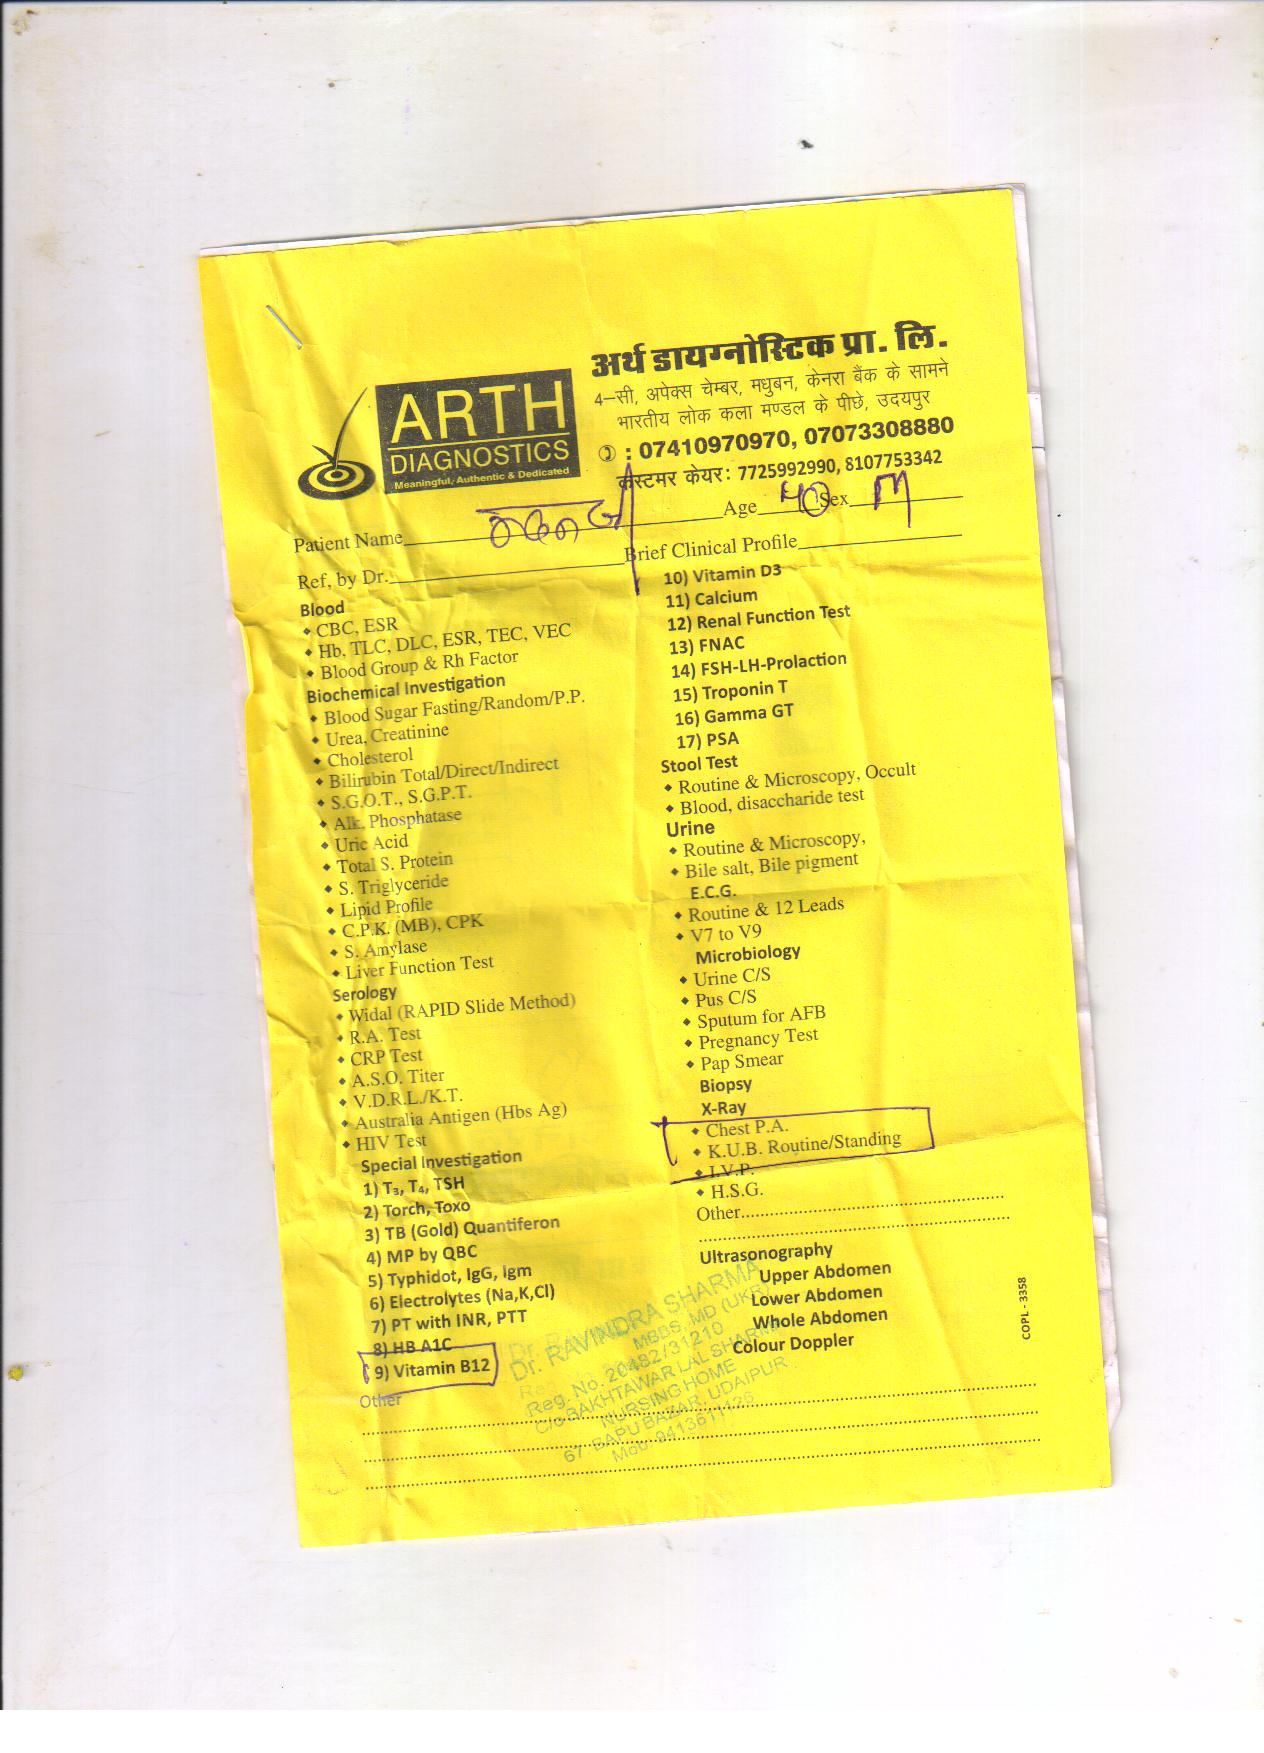 अर्थ डायग्नोस्टिक प्रा. लि.
ARTH
DIAGNOSTICS
Meaningful, Authentic & Dedicated
4-सी, अपेक्स चेम्बर, मधुबन, केनरा बैंक के सामने
भारतीय लोक कला मण्डल के पीछे, उदयपुर
: 07410970970, 07073308880
कस्टमर केयर: 7725992990, 8107753342
Patient Name Age 40 Sex M
Ref, by Dr. Brief Clinical Profile
Blood
CBC, ESR
Hb, TLC, DLC, ESR, TEC, VEC
Blood Group & Rh Factor
Biochemical Investigation
Blood Sugar Fasting/Random/P.P.
Urea, Creatinine
Cholesterol
Bilirubin Total/Direct/Indirect
S.G.O.T., S.G.P.T.
Alk. Phosphatase
Uric Acid
Total S. Protein
S. Triglyceride
Lipid Profile
C.P.K. (MB), CPK
S. Amylase
Liver Function Test
Serology
Widal (RAPID Slide Method)
R.A. Test
CRP Test
A.S.O. Titer
V.D.R.L./K.T.
Australia Antigen (Hbs Ag)
HIV Test
Special Investigation
1) T₃, T₄, TSH
2) Torch, Toxo
3) TB (Gold) Quantiferon
4) MP by QBC
5) Typhidot, IgG, Igm
6) Electrolytes (Na,K,Cl)
7) PT with INR, PTT
8) HB A1C
9) Vitamin B12
Other
10) Vitamin D3
11) Calcium
12) Renal Function Test
13) FNAC
14) FSH-LH-Prolaction
15) Troponin T
16) Gamma GT
17) PSA
Stool Test
Routine & Microscopy, Occult
Blood, disaccharide test
Urine
Routine & Microscopy,
Bile salt, Bile pigment
E.C.G.
Routine & 12 Leads
V7 to V9
Microbiology
Urine C/S
Pus C/S
Sputum for AFB
Pregnancy Test
Pap Smear
Biopsy
X-Ray
Chest P.A.
K.U.B. Routine/Standing
I.V.P.
H.S.G.
Other
Ultrasonography
Upper Abdomen
Lower Abdomen
Whole Abdomen
Colour Doppler
COPL - 3358
Dr. RAVINDRA SHARMA
MBBS, MD (UKR)
Reg. No. 20482/31210
C/o BAKHTAWAR LAL SHARMA
NURSING HOME
67 BAPU BAZAR, UDAIPUR
Mob. 9413611126